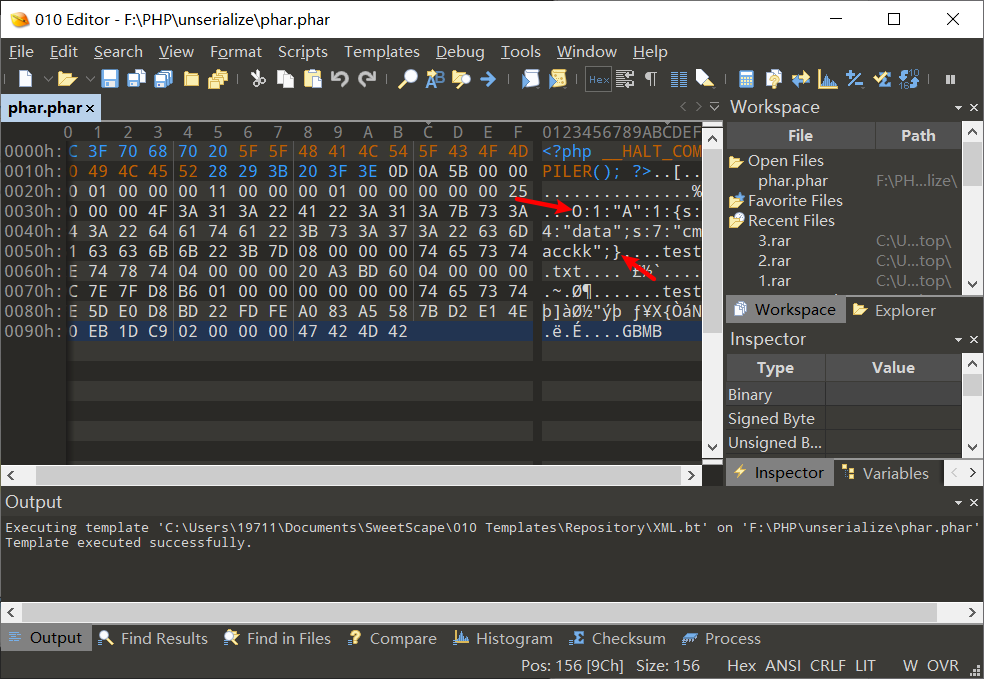 010 Editor - F:\PHP\unserialize\phar.phar
File Edit Search View Format Scripts Templates Debug Tools Window Help
Hex
phar.phar ×
Workspace
0 1 2 3 4 5 6 7 8 9 A B C D E F 0123456789ABCDEF
File Path
0000h: C 3F 70 68 70 20 5F 5F 48 41 4C 54 5F 43 4F 4D <?php __HALT_COM
0010h: 0 49 4C 45 52 28 29 3B 20 3F 3E 0D 0A 5B 00 00 PILER(); ?>..[..
0020h: 0 01 00 00 00 11 00 00 00 01 00 00 00 00 00 25 ...............%
0030h: 0 00 00 4F 3A 31 3A 22 41 22 3A 31 3A 7B 73 3A ...O:1:"A":1:{s:
0040h: 4 3A 22 64 61 74 61 22 3B 73 3A 37 3A 22 63 6D 4:"data";s:7:"cm
0050h: 1 63 63 6B 6B 22 3B 7D 08 00 00 00 74 65 73 74 acckk";}....test
0060h: E 74 78 74 04 00 00 00 20 A3 BD 60 04 00 00 00 .txt.... £½`....
0070h: C 7E 7F D8 B6 01 00 00 00 00 00 00 74 65 73 74 .~.Ø¶.......test
0080h: E 5D E0 D8 BD 22 FD FE A0 83 A5 58 7B D2 E1 4E þ]àØ½"ýþ ƒ¥X{ÒáN
0090h: 0 EB 1D C9 02 00 00 00 47 42 4D 42 .ë.É....GBMB
Open Files
phar.phar F:\PH...lize\
Favorite Files
Recent Files
3.rar C:\U...top\
2.rar C:\U...top\
1.rar C:\U...top\
Workspace Explorer
Inspector
Type Value
Binary
Signed Byte
Unsigned B...
Inspector Variables
Output
Executing template 'C:\Users\19711\Documents\SweetScape\010 Templates\Repository\XML.bt' on 'F:\PHP\unserialize\phar.phar'
Template executed successfully.
Output Find Results Find in Files Compare Histogram Checksum Process
Pos: 156 [9Ch] Size: 156 Hex ANSI CRLF LIT W OVR